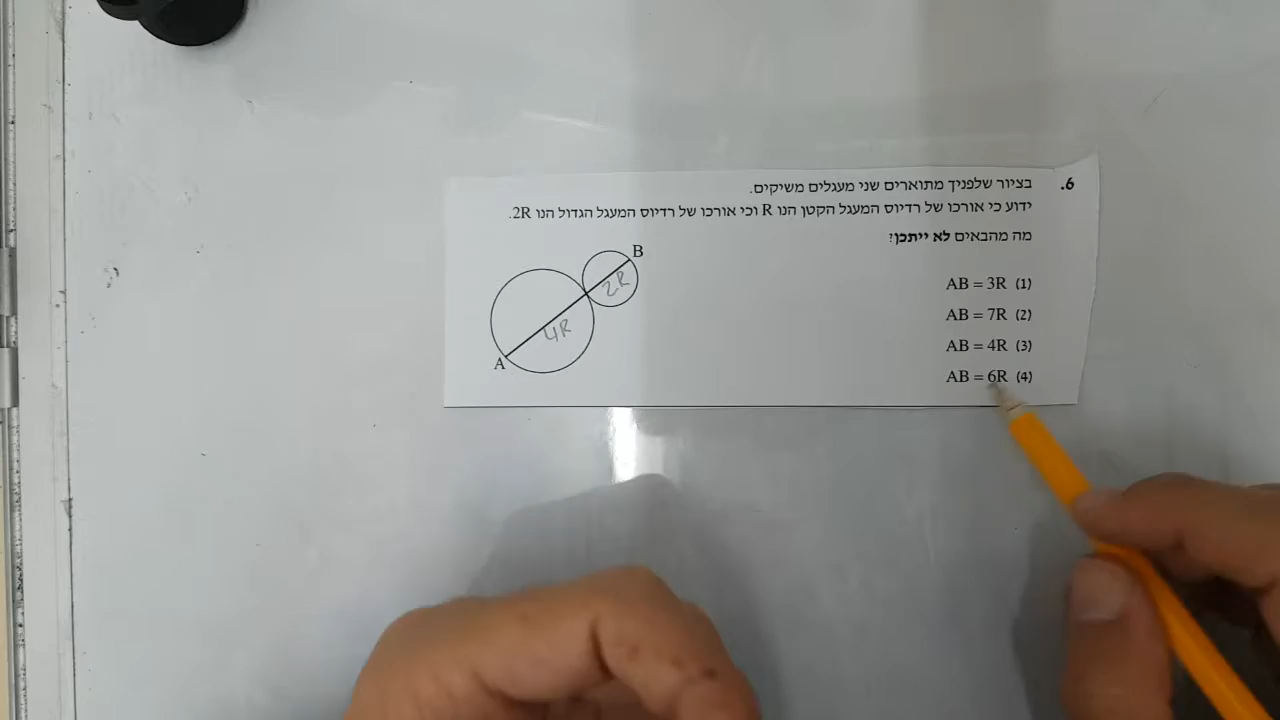 6. בציור שלפניך מתוארים שני מעגלים משיקים.
ידוע כי אורכו של רדיוס המעגל הקטן הנו R וכי אורכו של רדיוס המעגל הגדול הנו 2R.
מה מהבאים לא ייתכן?
B
2R
4R
A
(1) AB = 3R
(2) AB = 7R
(3) AB = 4R
(4) AB = 6R